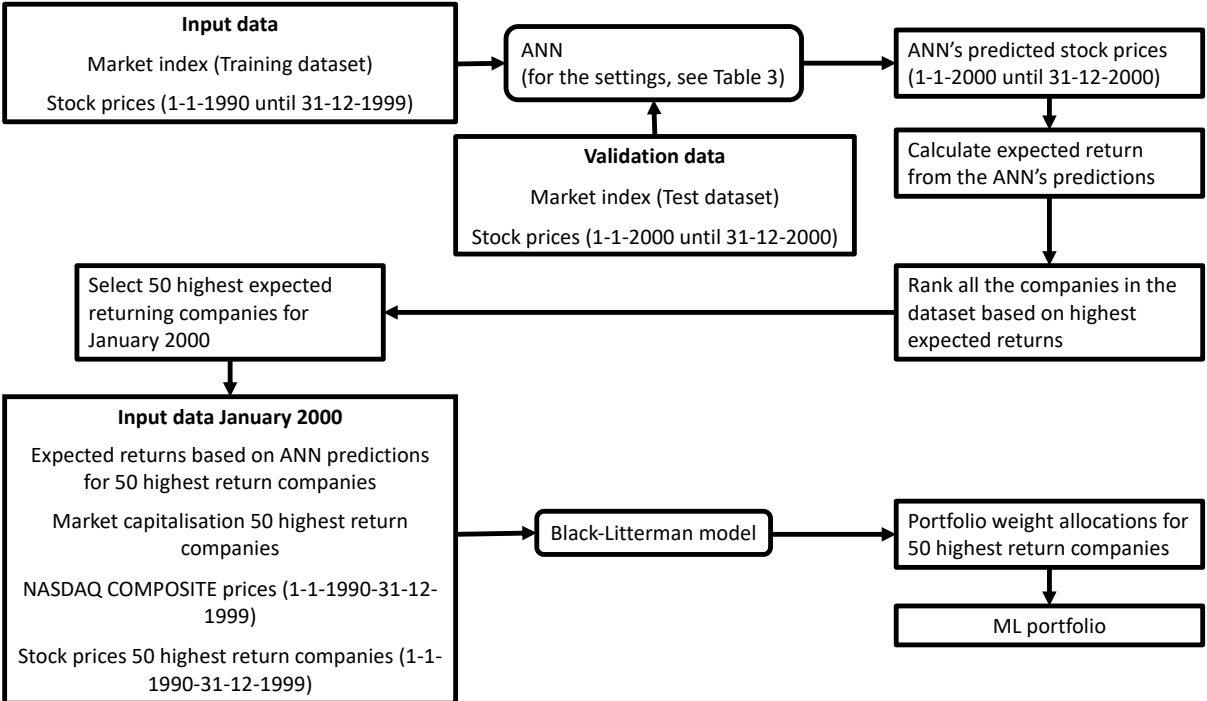 Input data
Market index (Training dataset)
Stock prices (1-1-1990 until 31-12-1999)
ANN
(for the settings, see Table 3)
ANN’s predicted stock prices
(1-1-2000 until 31-12-2000)
Validation data
Market index (Test dataset)
Stock prices (1-1-2000 until 31-12-2000)
Calculate expected return
from the ANN’s predictions
Rank all the companies in the
dataset based on highest
expected returns
Select 50 highest expected
returning companies for
January 2000
Input data January 2000
Expected returns based on ANN predictions
for 50 highest return companies
Market capitalisation 50 highest return
companies
NASDAQ COMPOSITE prices (1-1-1990-31-12-
1999)
Stock prices 50 highest return companies (1-1-
1990-31-12-1999)
Black-Litterman model
Portfolio weight allocations for
50 highest return companies
ML portfolio